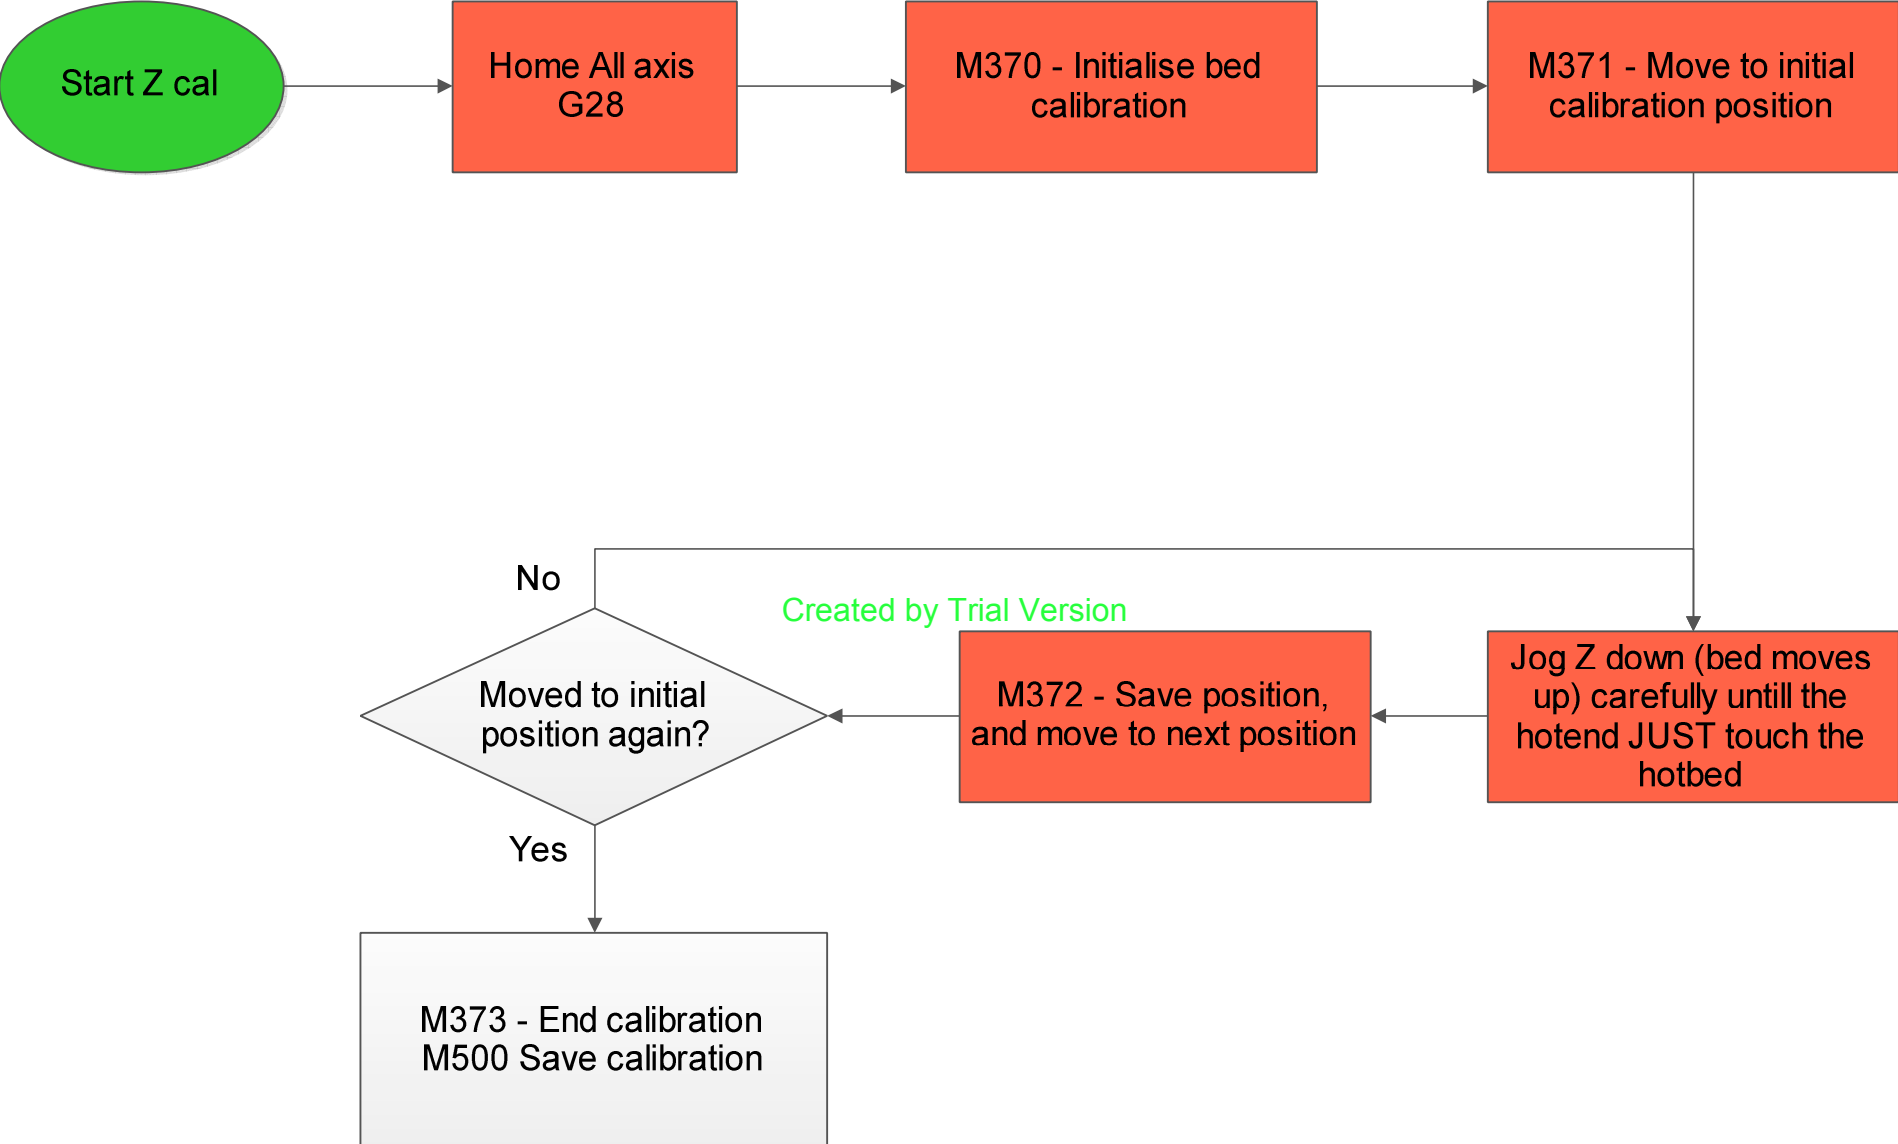 Start Z cal
Home All axis
G28
M370 - Initialise bed
calibration
M371 - Move to initial
calibration position
No
Created by Trial Version
Moved to initial
position again?
M372 - Save position,
and move to next position
Jog Z down (bed moves
up) carefully untill the
hotend JUST touch the
hotbed
Yes
M373 - End calibration
M500 Save calibration